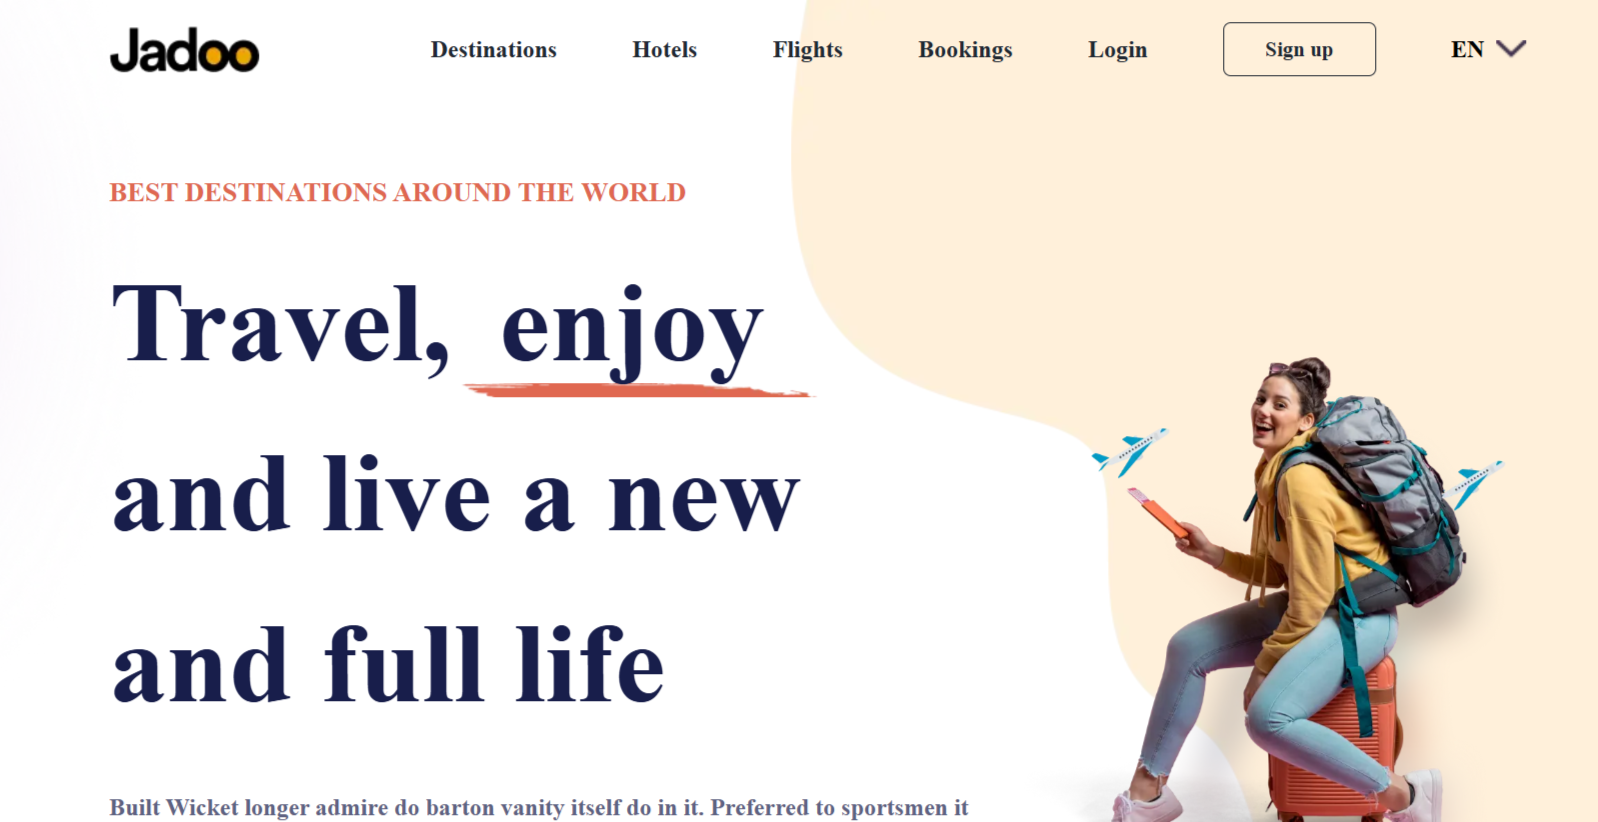 Jadoo
Destinations
Hotels
Flights
Bookings
Login
Sign up
EN
BEST DESTINATIONS AROUND THE WORLD
Travel, enjoy
and live a new
and full life
Built Wicket longer admire do barton vanity itself do in it. Preferred to sportsmen it